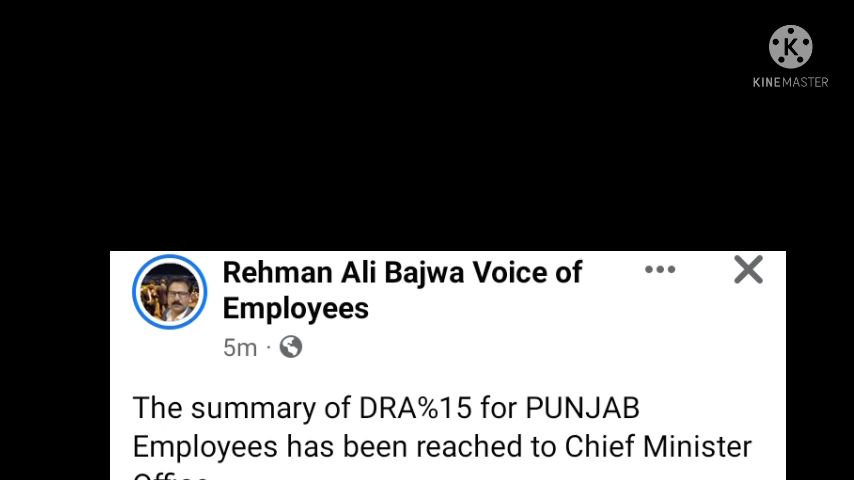 K
KINEMASTER
Rehman Ali Bajwa Voice of
Employees
5m ·
The summary of DRA%15 for PUNJAB
Employees has been reached to Chief Minister